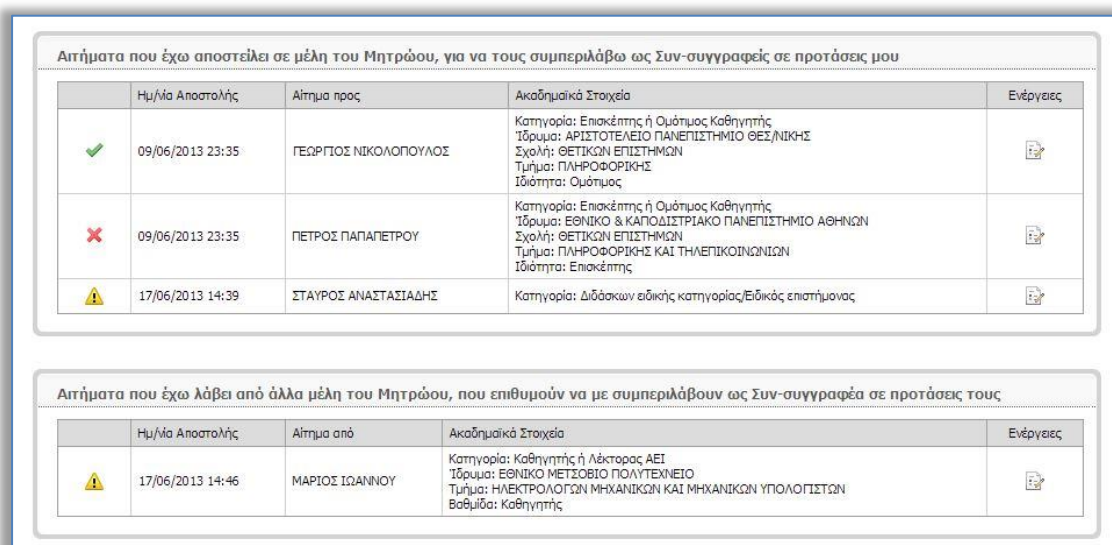 Αιτήματα που έχω αποστείλει σε μέλη του Μητρώου, για να τους συμπεριλάβω ως Συν-συγγραφείς σε προτάσεις μου
Ημ/νία Αποστολής Αίτημα προς Ακαδημαϊκά Στοιχεία Ενέργειες
09/06/2013 23:35 ΓΕΩΡΓΙΟΣ ΝΙΚΟΛΟΠΟΥΛΟΣ
Κατηγορία: Επισκέπτης ή Ομότιμος Καθηγητής
Ίδρυμα: ΑΡΙΣΤΟΤΕΛΕΙΟ ΠΑΝΕΠΙΣΤΗΜΙΟ ΘΕΣ/ΝΙΚΗΣ
Σχολή: ΘΕΤΙΚΩΝ ΕΠΙΣΤΗΜΩΝ
Τμήμα: ΠΛΗΡΟΦΟΡΙΚΗΣ
Ιδιότητα: Ομότιμος
09/06/2013 23:35 ΠΕΤΡΟΣ ΠΑΠΑΠΕΤΡΟΥ
Κατηγορία: Επισκέπτης ή Ομότιμος Καθηγητής
Ίδρυμα: ΕΘΝΙΚΟ & ΚΑΠΟΔΙΣΤΡΙΑΚΟ ΠΑΝΕΠΙΣΤΗΜΙΟ ΑΘΗΝΩΝ
Σχολή: ΘΕΤΙΚΩΝ ΕΠΙΣΤΗΜΩΝ
Τμήμα: ΠΛΗΡΟΦΟΡΙΚΗΣ ΚΑΙ ΤΗΛΕΠΙΚΟΙΝΩΝΙΩΝ
Ιδιότητα: Επισκέπτης
17/06/2013 14:39 ΣΤΑΥΡΟΣ ΑΝΑΣΤΑΣΙΑΔΗΣ Κατηγορία: Διδάσκων ειδικής κατηγορίας/Ειδικός επιστήμονας
Αιτήματα που έχω λάβει από άλλα μέλη του Μητρώου, που επιθυμούν να με συμπεριλάβουν ως Συν-συγγραφέα σε προτάσεις τους
Ημ/νία Αποστολής Αίτημα από Ακαδημαϊκά Στοιχεία Ενέργειες
17/06/2013 14:46 ΜΑΡΙΟΣ ΙΩΑΝΝΟΥ
Κατηγορία: Καθηγητής ή Λέκτορας ΑΕΙ
Ίδρυμα: ΕΘΝΙΚΟ ΜΕΤΣΟΒΙΟ ΠΟΛΥΤΕΧΝΕΙΟ
Τμήμα: ΗΛΕΚΤΡΟΛΟΓΩΝ ΜΗΧΑΝΙΚΩΝ ΚΑΙ ΜΗΧΑΝΙΚΩΝ ΥΠΟΛΟΓΙΣΤΩΝ
Βαθμίδα: Καθηγητής